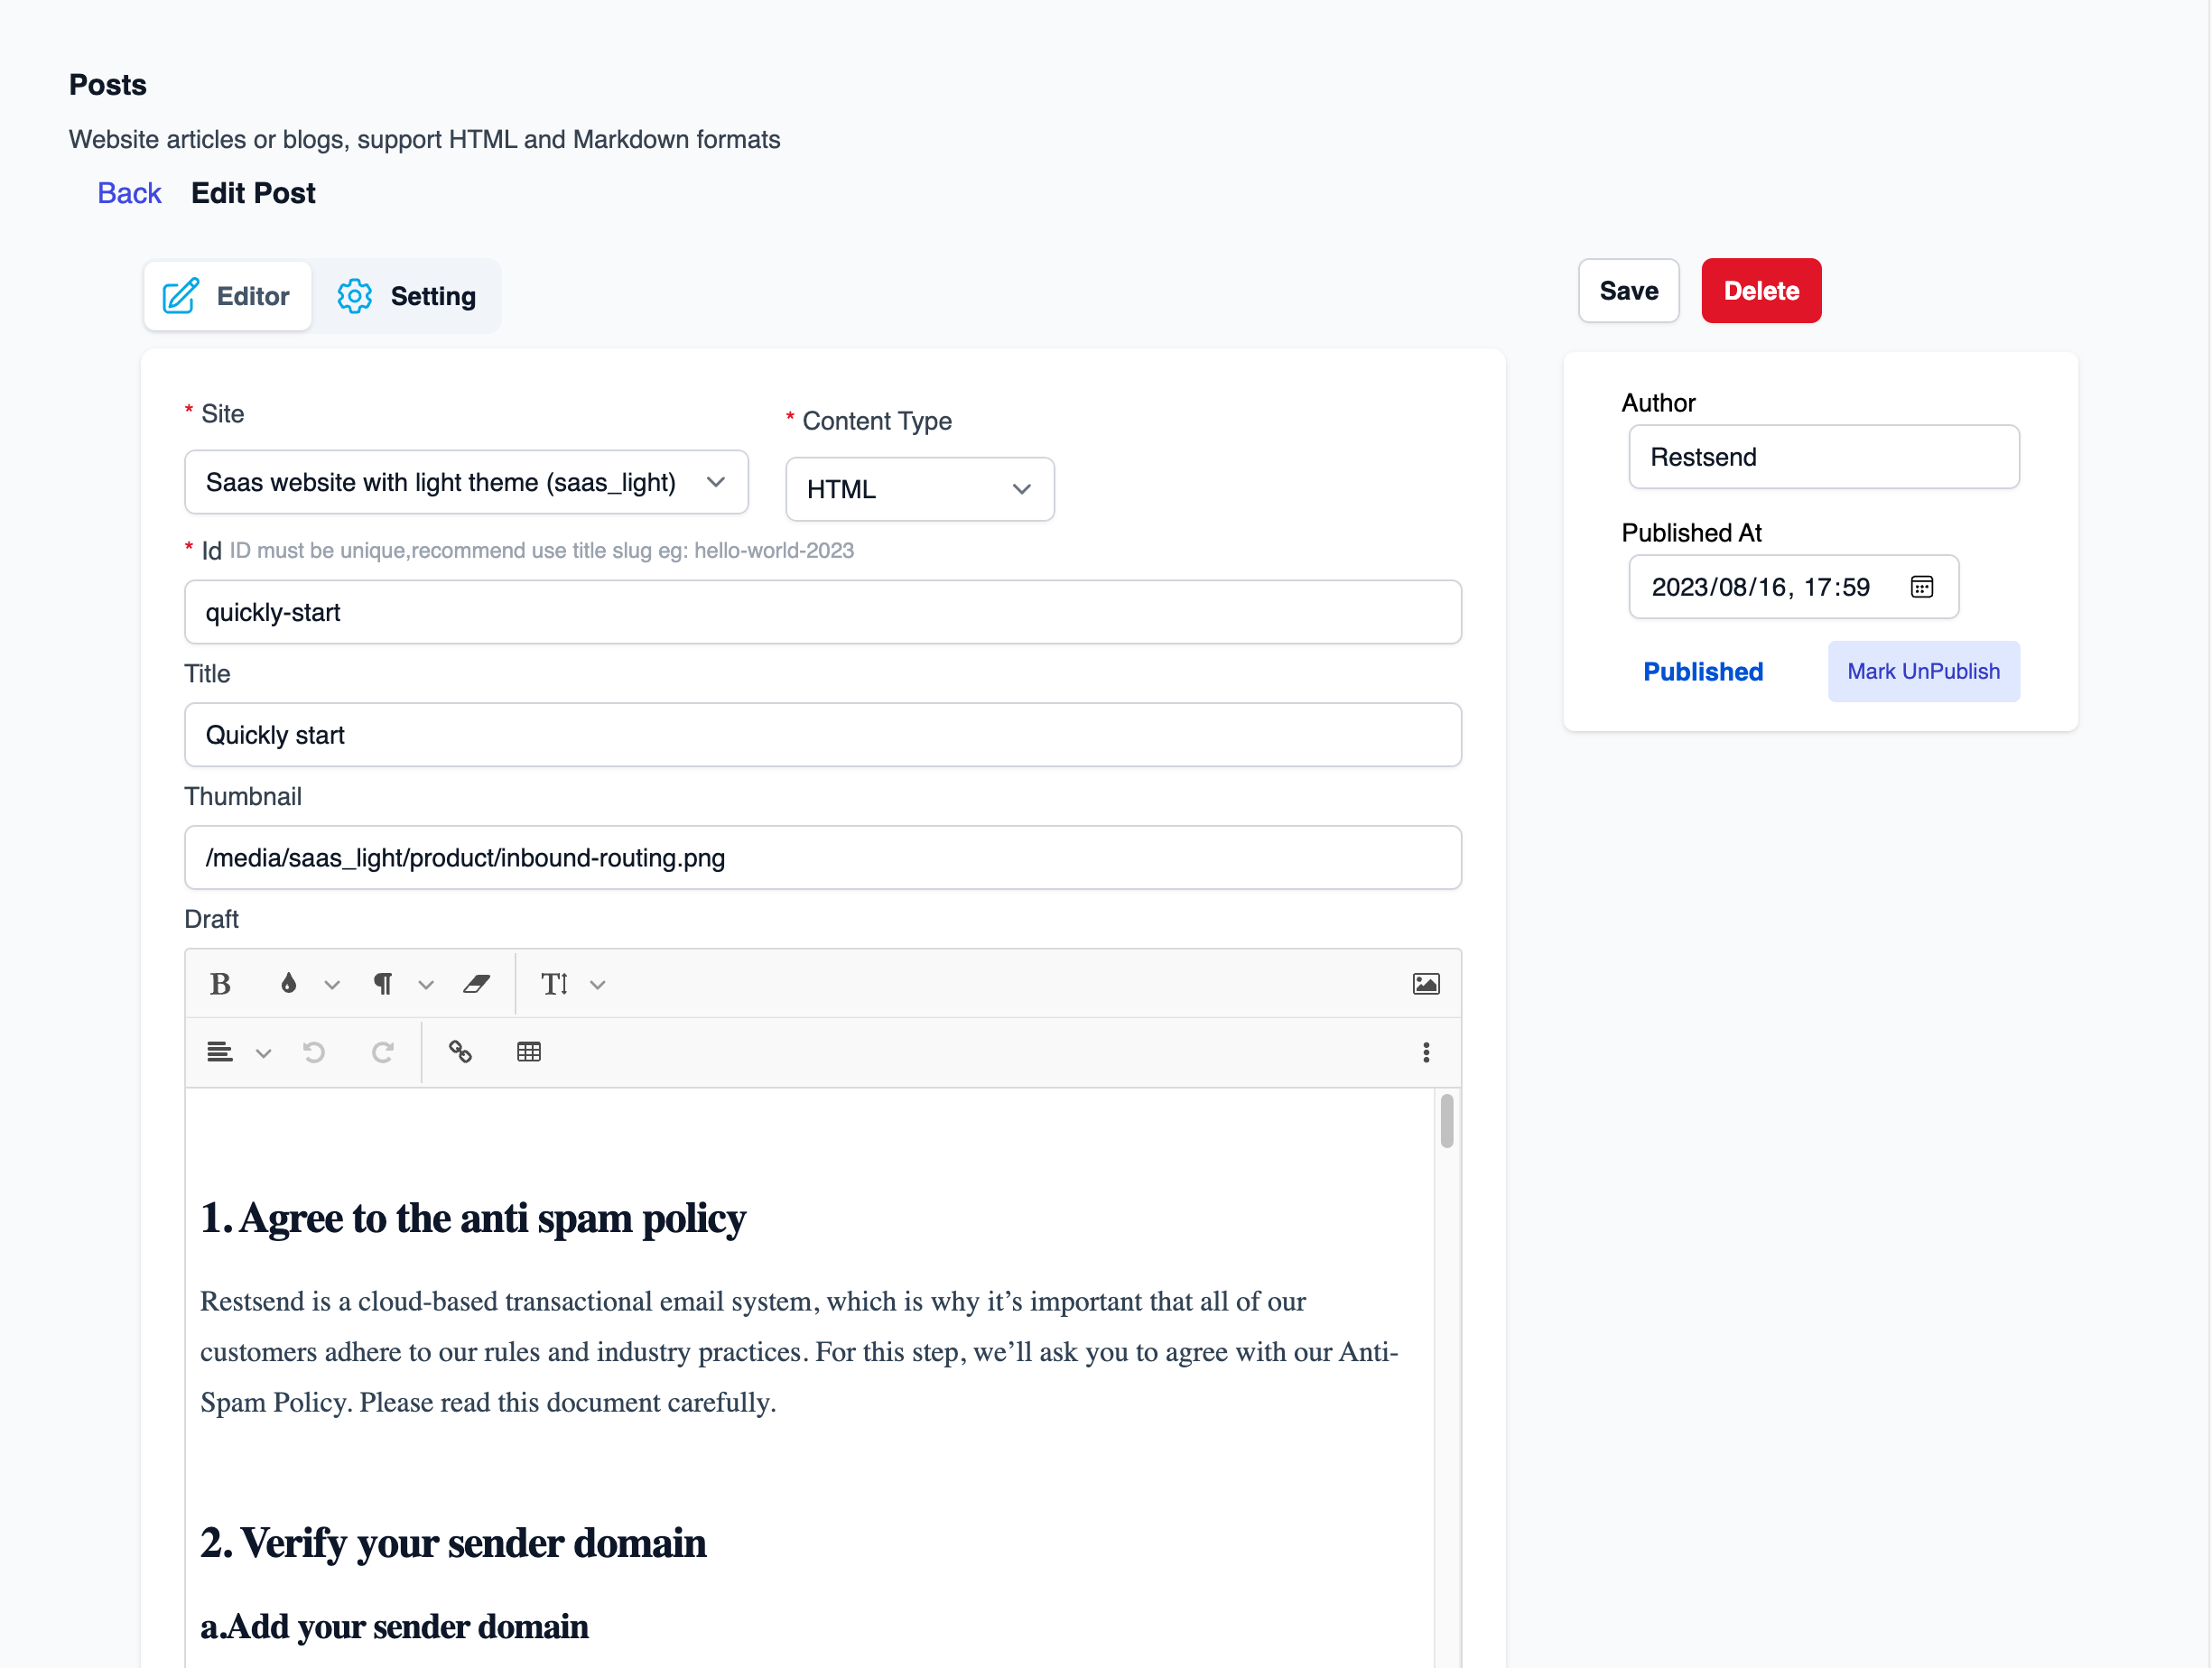 Posts
Website articles or blogs, support HTML and Markdown formats
Back Edit Post
Editor Setting
Save Delete
* Site
* Content Type
Saas website with light theme (saas_light)
HTML
* Id ID must be unique,recommend use title slug eg: hello-world-2023
quickly-start
Title
Quickly start
Thumbnail
/media/saas_light/product/inbound-routing.png
Draft
B
T
1. Agree to the anti spam policy
Restsend is a cloud-based transactional email system, which is why it’s important that all of our
customers adhere to our rules and industry practices. For this step, we’ll ask you to agree with our Anti-
Spam Policy. Please read this document carefully.
2. Verify your sender domain
a.Add your sender domain
Author
Restsend
Published At
2023/08/16, 17:59
Published Mark UnPublish